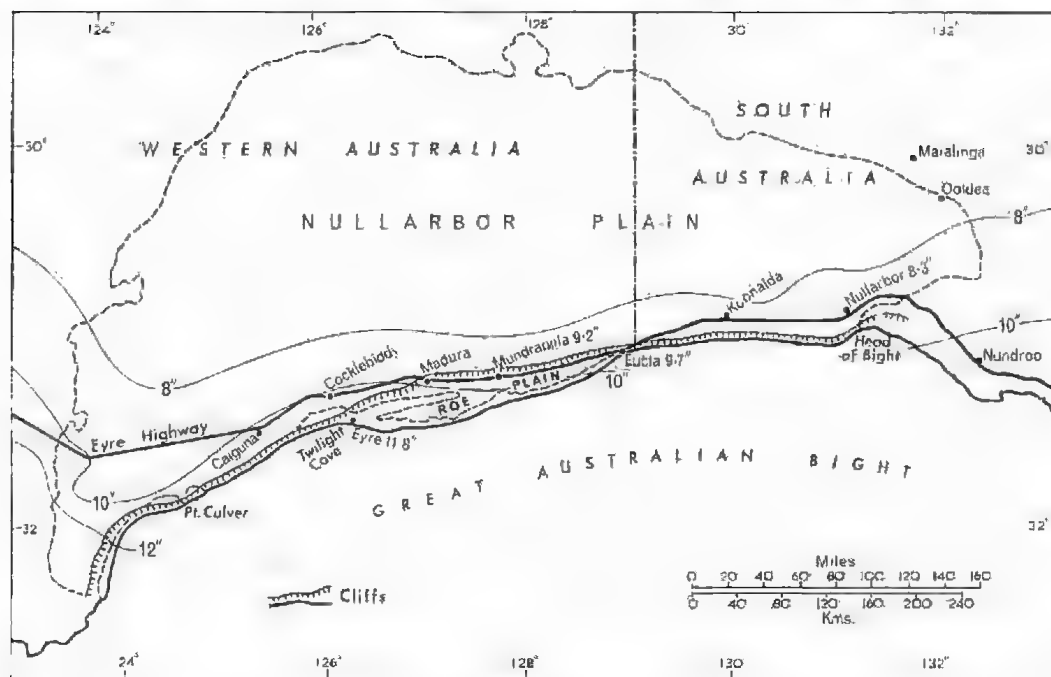 124° 126° 128° 30° 132°
SOUTH
30° WESTERN AUSTRALIA Maralinga 30°
AUSTRALIA Ooldea
NULLARBOR PLAIN 8"
Koonalda Nullarbor 8·3"
Cocklebiddy Madura Mundrabilla 9·2" 10"
8" Head of Bight Nundroo
PLAIN Eucla 9·7"
ROE 10"
Eyre Highway Caiguna Twilight Cove Eyre 11·8"
GREAT AUSTRALIAN BIGHT
10" Pt. Culver
32 12" 32°
Miles
0 20 40 60 80 100 120 140 160
Cliffs
0 40 80 120 160 200 240
Kms.
24° 126° 128° 130 132°